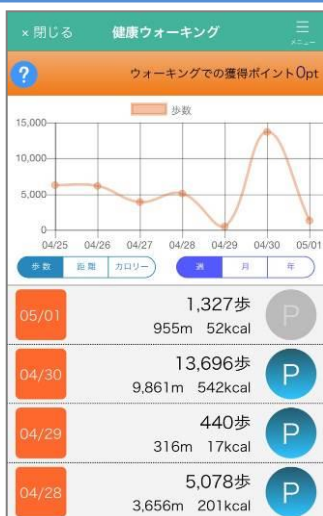 × 閉じる 健康ウォーキング
メニュー
? ウォーキングでの獲得ポイント0pt
歩数
15,000
10,000
5,000
0
04/25 04/26 04/27 04/28 04/29 04/30 05/01
歩数 距離 カロリー 週 月 年
05/01 1,327歩 P
955m 52kcal
04/30 13,696歩 P
9,861m 542kcal
04/29 440歩 P
316m 17kcal
04/28 5,078歩 P
3,656m 201kcal